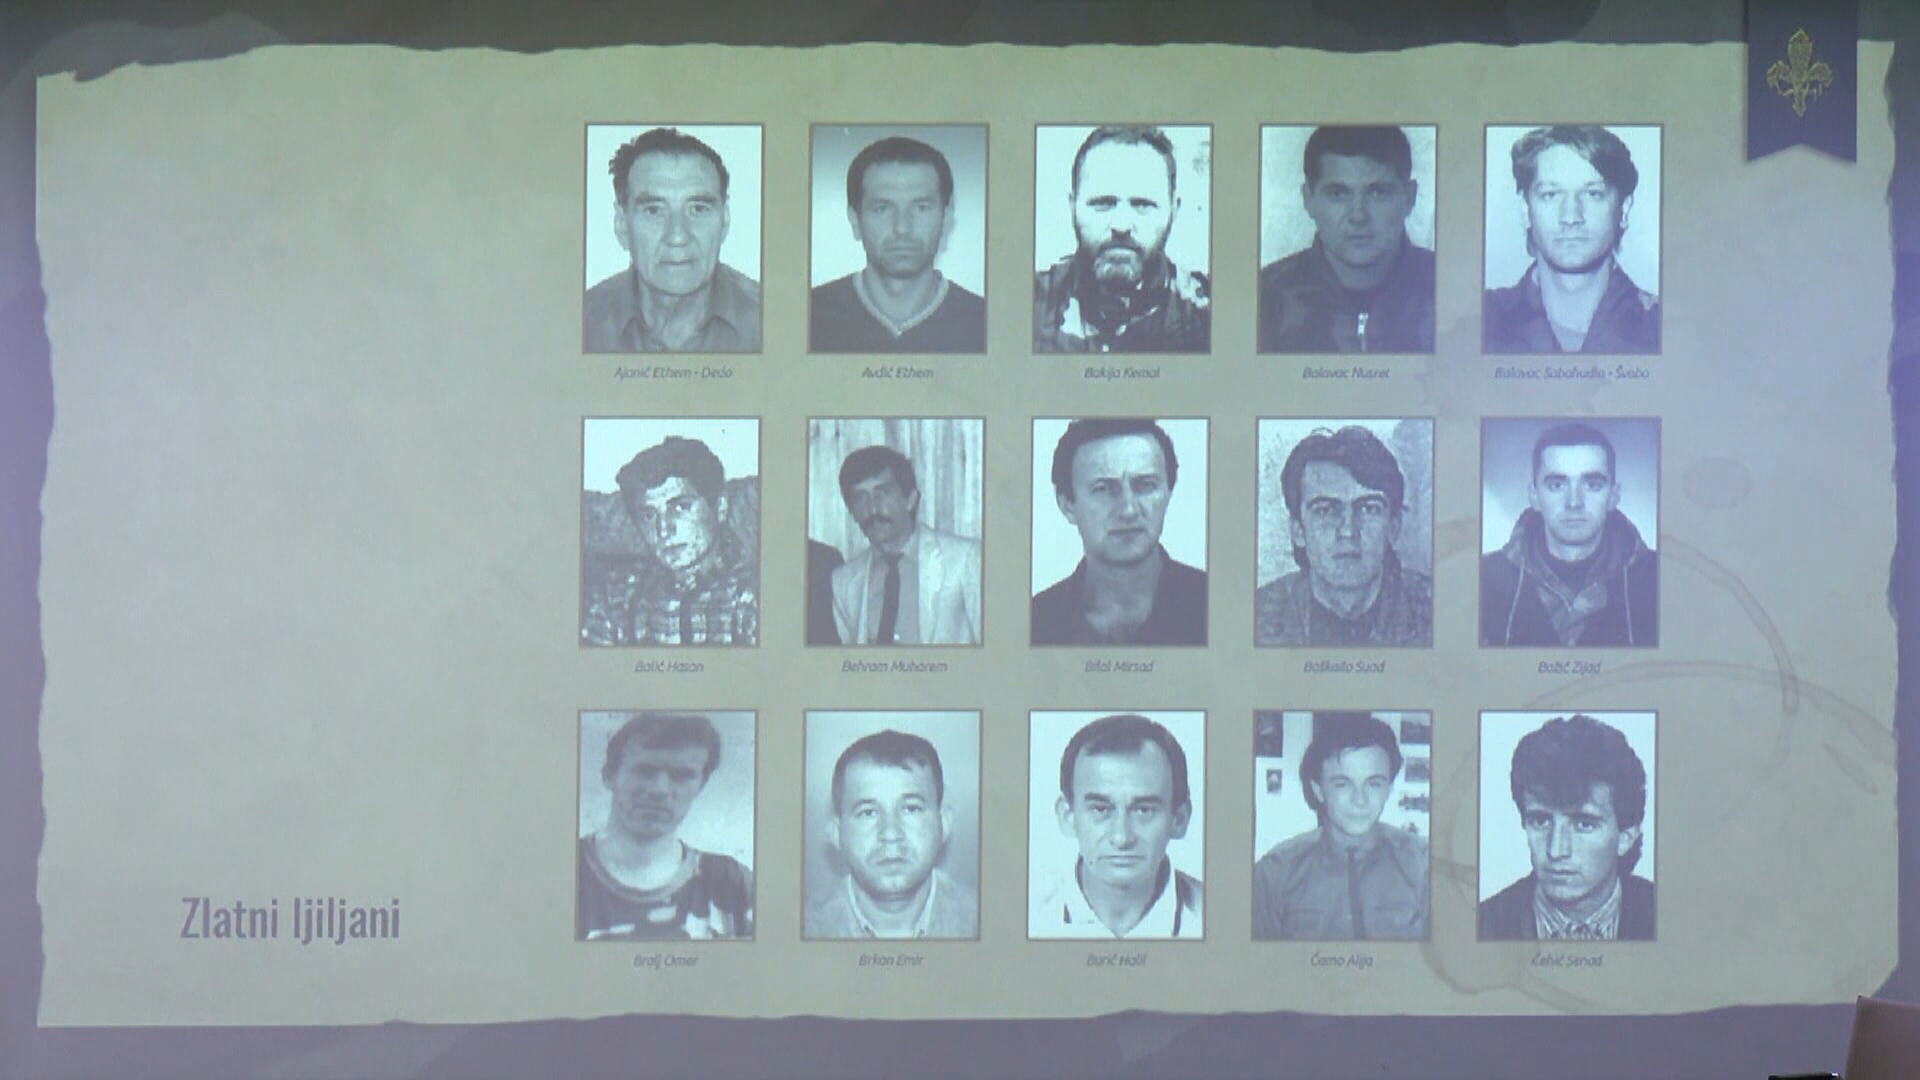 Ajanić Ethem - Dedo
Avdić Ethem
Bakija Kemal
Balavac Nusret
Balavac Sabahudin - Švabo
Balić Hasan
Behram Muharem
Bilal Mirsad
Boškailo Suad
Božić Zijad
Bralj Omer
Brkan Emir
Burić Halil
Ćamo Alija
Čehić Senad
Zlatni ljiljani